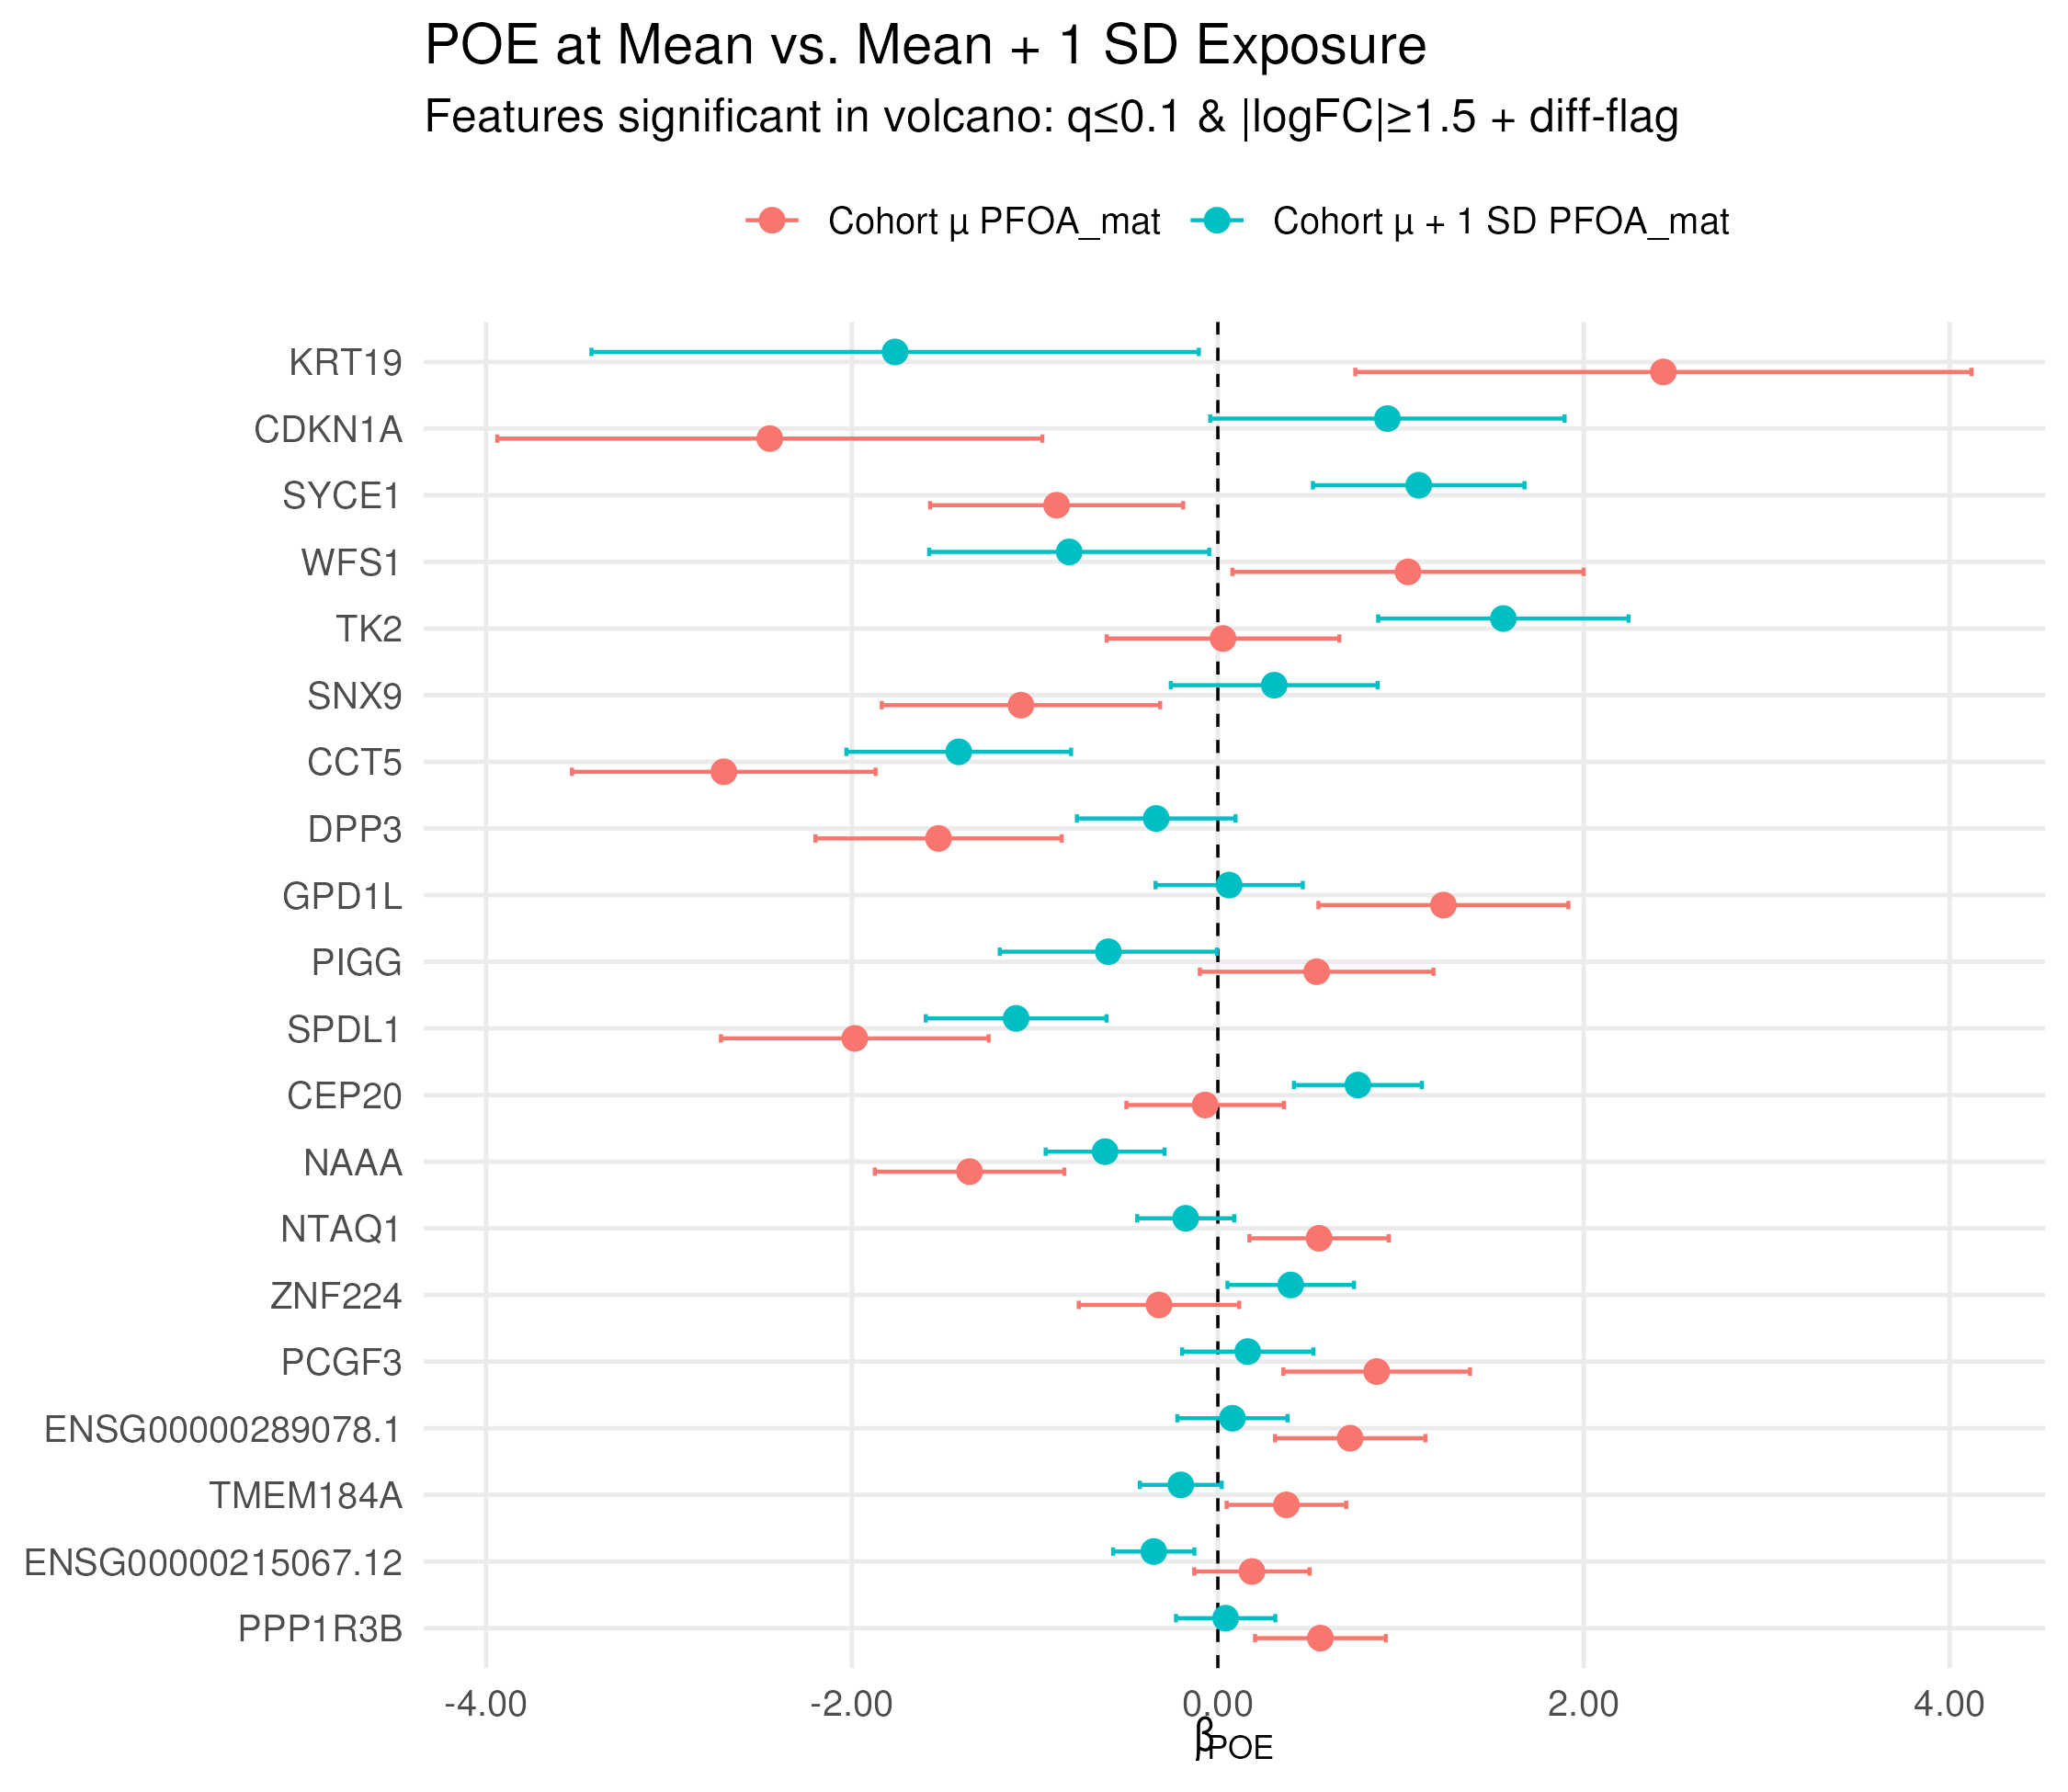 POE at Mean vs. Mean + 1 SD Exposure
Features significant in volcano: q≤0.1 & |logFC|≥1.5 + diff-flag
Cohort µ PFOA_mat Cohort µ + 1 SD PFOA_mat
KRT19
CDKN1A
SYCE1
WFS1
TK2
SNX9
CCT5
DPP3
GPD1L
PIGG
SPDL1
CEP20
NAAA
NTAQ1
ZNF224
PCGF3
ENSG00000289078.1
TMEM184A
ENSG00000215067.12
PPP1R3B
-4.00 -2.00 0.00 2.00 4.00
βPOE